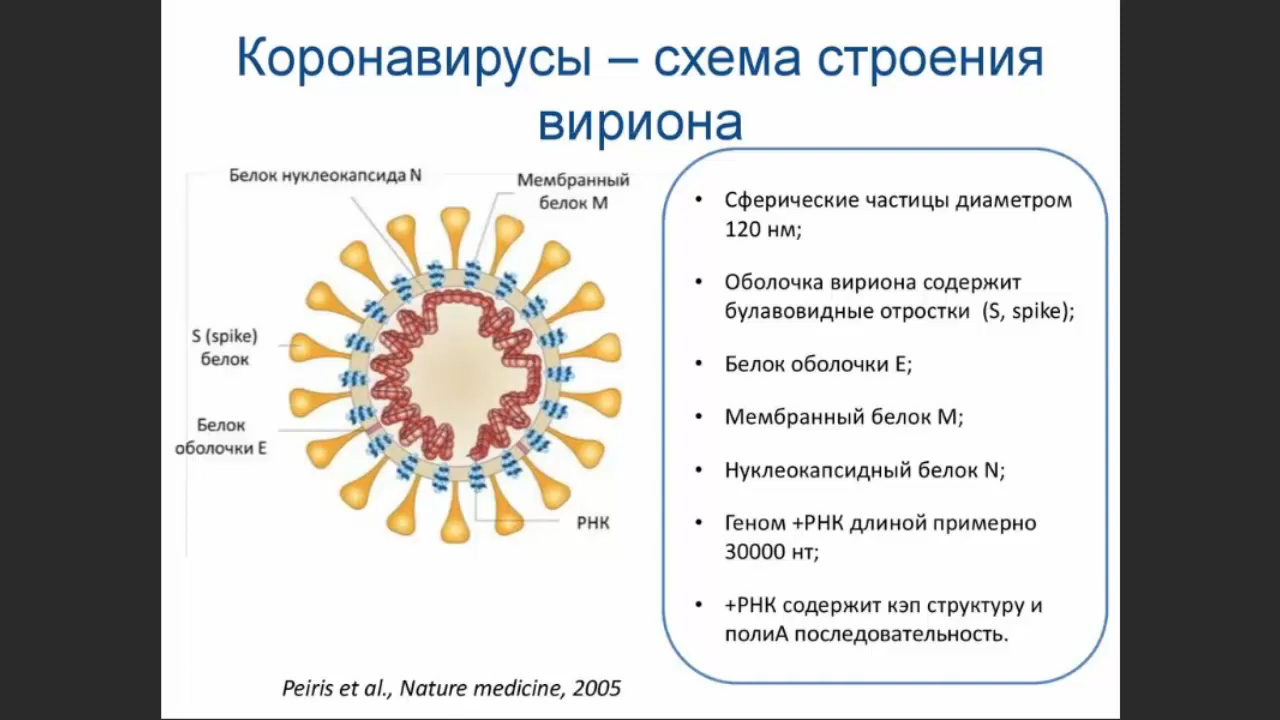 Коронавирусы – схема строения
вириона
Белок нуклеокапсида N
Мембранный
белок M
S (spike)
белок
Белок
оболочки E
РНК
• Сферические частицы диаметром
120 нм;
• Оболочка вириона содержит
булавовидные отростки (S, spike);
• Белок оболочки E;
• Мембранный белок M;
• Нуклеокапсидный белок N;
• Геном +РНК длиной примерно
30000 нт;
• +РНК содержит кэп структуру и
полиА последовательность.
Peiris et al., Nature medicine, 2005